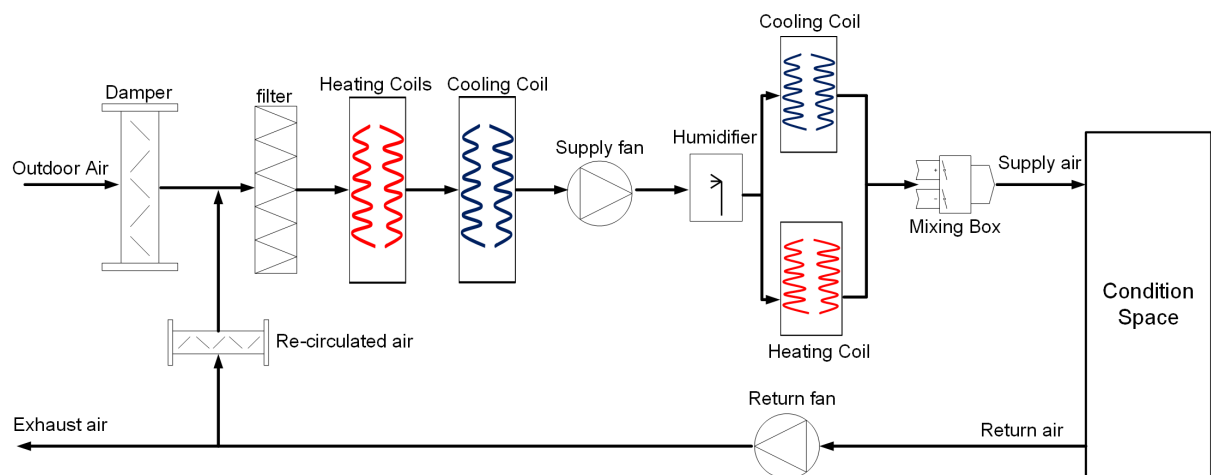 Cooling Coil
Damper
filter
Heating Coils
Cooling Coil
Outdoor Air
Supply fan
Humidifier
Supply air
Mixing Box
Condition
Space
Re-circulated air
Heating Coil
Return fan
Exhaust air
Return air